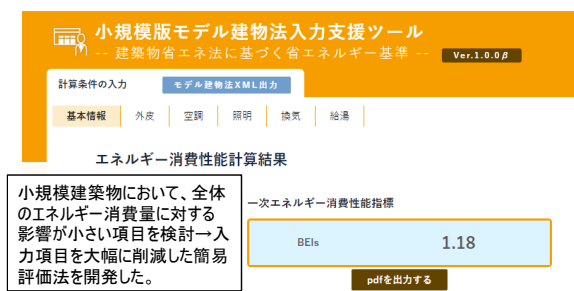 小規模版モデル建物法入力支援ツール
-- 建築物省エネ法に基づく省エネルギー基準 -- Ver.1.0.0β
計算条件の入力 モデル建物法XML出力
基本情報 外皮 空調 照明 換気 給湯
エネルギー消費性能計算結果
小規模建築物において、全体
のエネルギー消費量に対する
影響が小さい項目を検討→入
力項目を大幅に削減した簡易
評価法を開発した。
一次エネルギー消費性能指標
BEIs 1.18
pdfを出力する